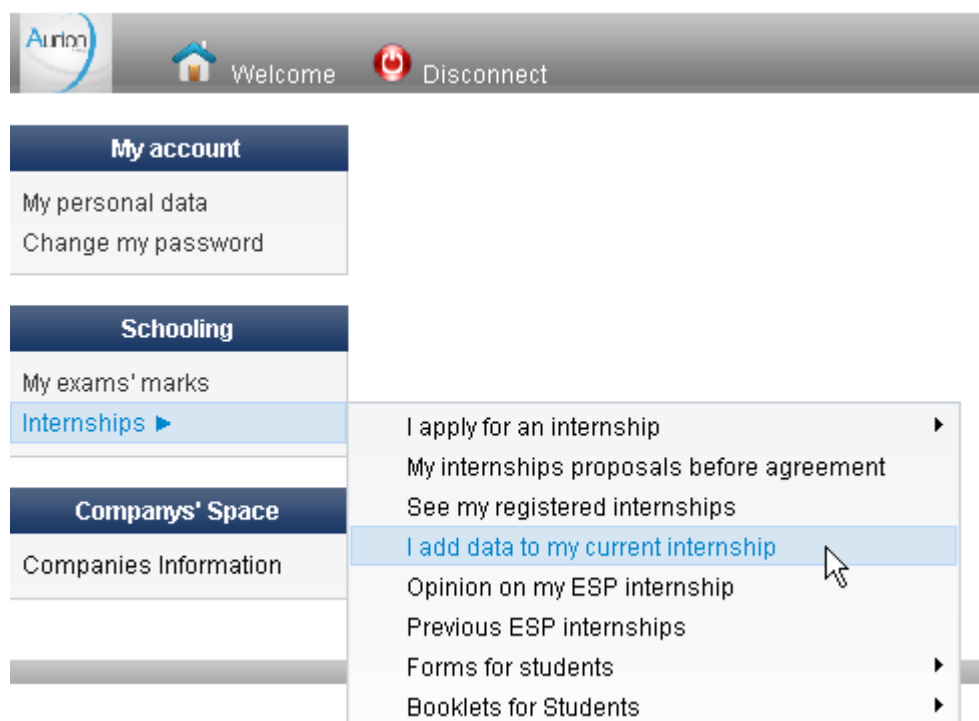 Aurion
Welcome
Disconnect
My account
My personal data
Change my password
Schooling
My exams' marks
Internships
I apply for an internship
My internships proposals before agreement
See my registered internships
I add data to my current internship
Opinion on my ESP internship
Previous ESP internships
Forms for students
Booklets for Students
Companys' Space
Companies Information